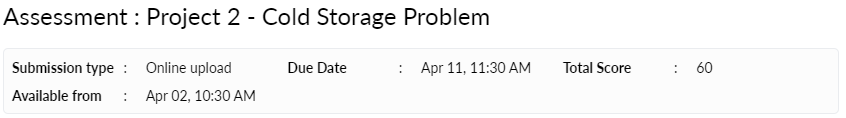 Assessment : Project 2 - Cold Storage Problem
Submission type : Online upload Due Date : Apr 11, 11:30 AM Total Score : 60
Available from : Apr 02, 10:30 AM